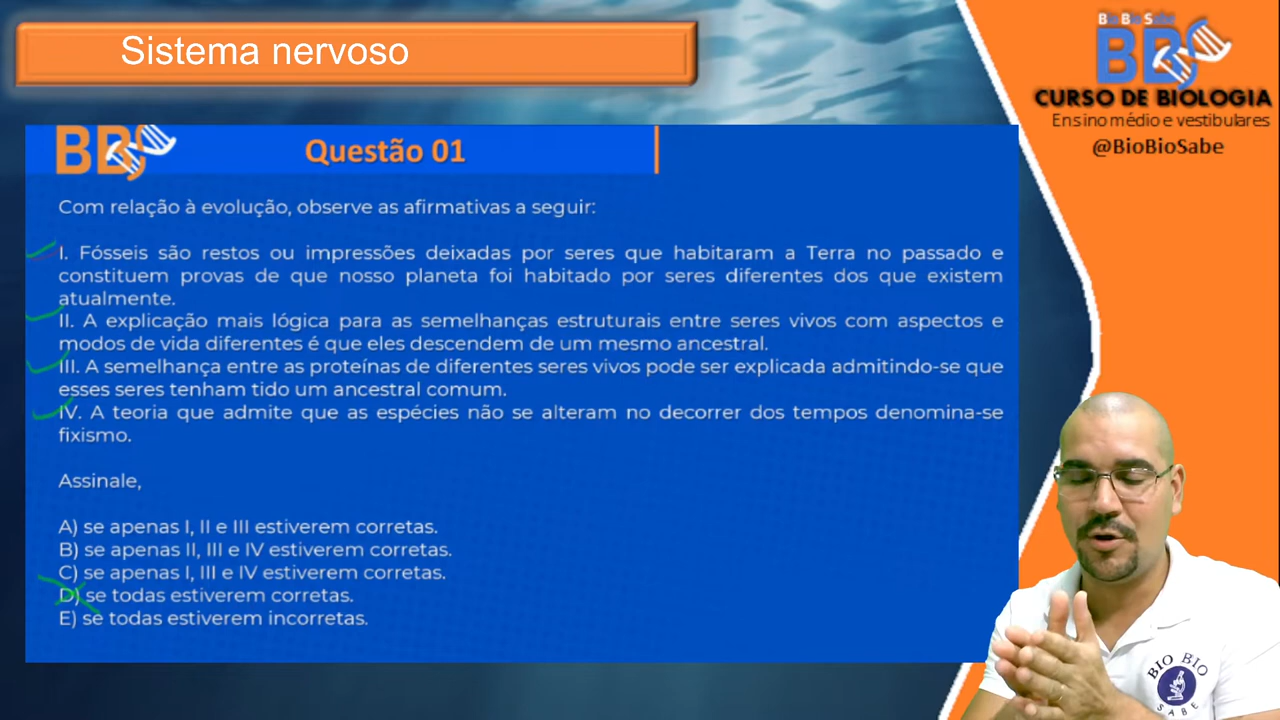 Sistema nervoso
Bio Bio Sabe
BBS
CURSO DE BIOLOGIA
Ensino médio e vestibulares
@BioBioSabe
BBS
Questão 01
Com relação à evolução, observe as afirmativas a seguir:
I. Fósseis são restos ou impressões deixadas por seres que habitaram a Terra no passado e
constituem provas de que nosso planeta foi habitado por seres diferentes dos que existem
atualmente.
II. A explicação mais lógica para as semelhanças estruturais entre seres vivos com aspectos e
modos de vida diferentes é que eles descendem de um mesmo ancestral.
III. A semelhança entre as proteínas de diferentes seres vivos pode ser explicada admitindo-se que
esses seres tenham tido um ancestral comum.
IV. A teoria que admite que as espécies não se alteram no decorrer dos tempos denomina-se
fixismo.
Assinale,
A) se apenas I, II e III estiverem corretas.
B) se apenas II, III e IV estiverem corretas.
C) se apenas I, III e IV estiverem corretas.
D) se todas estiverem corretas.
E) se todas estiverem incorretas.
BIO BIO
SABE